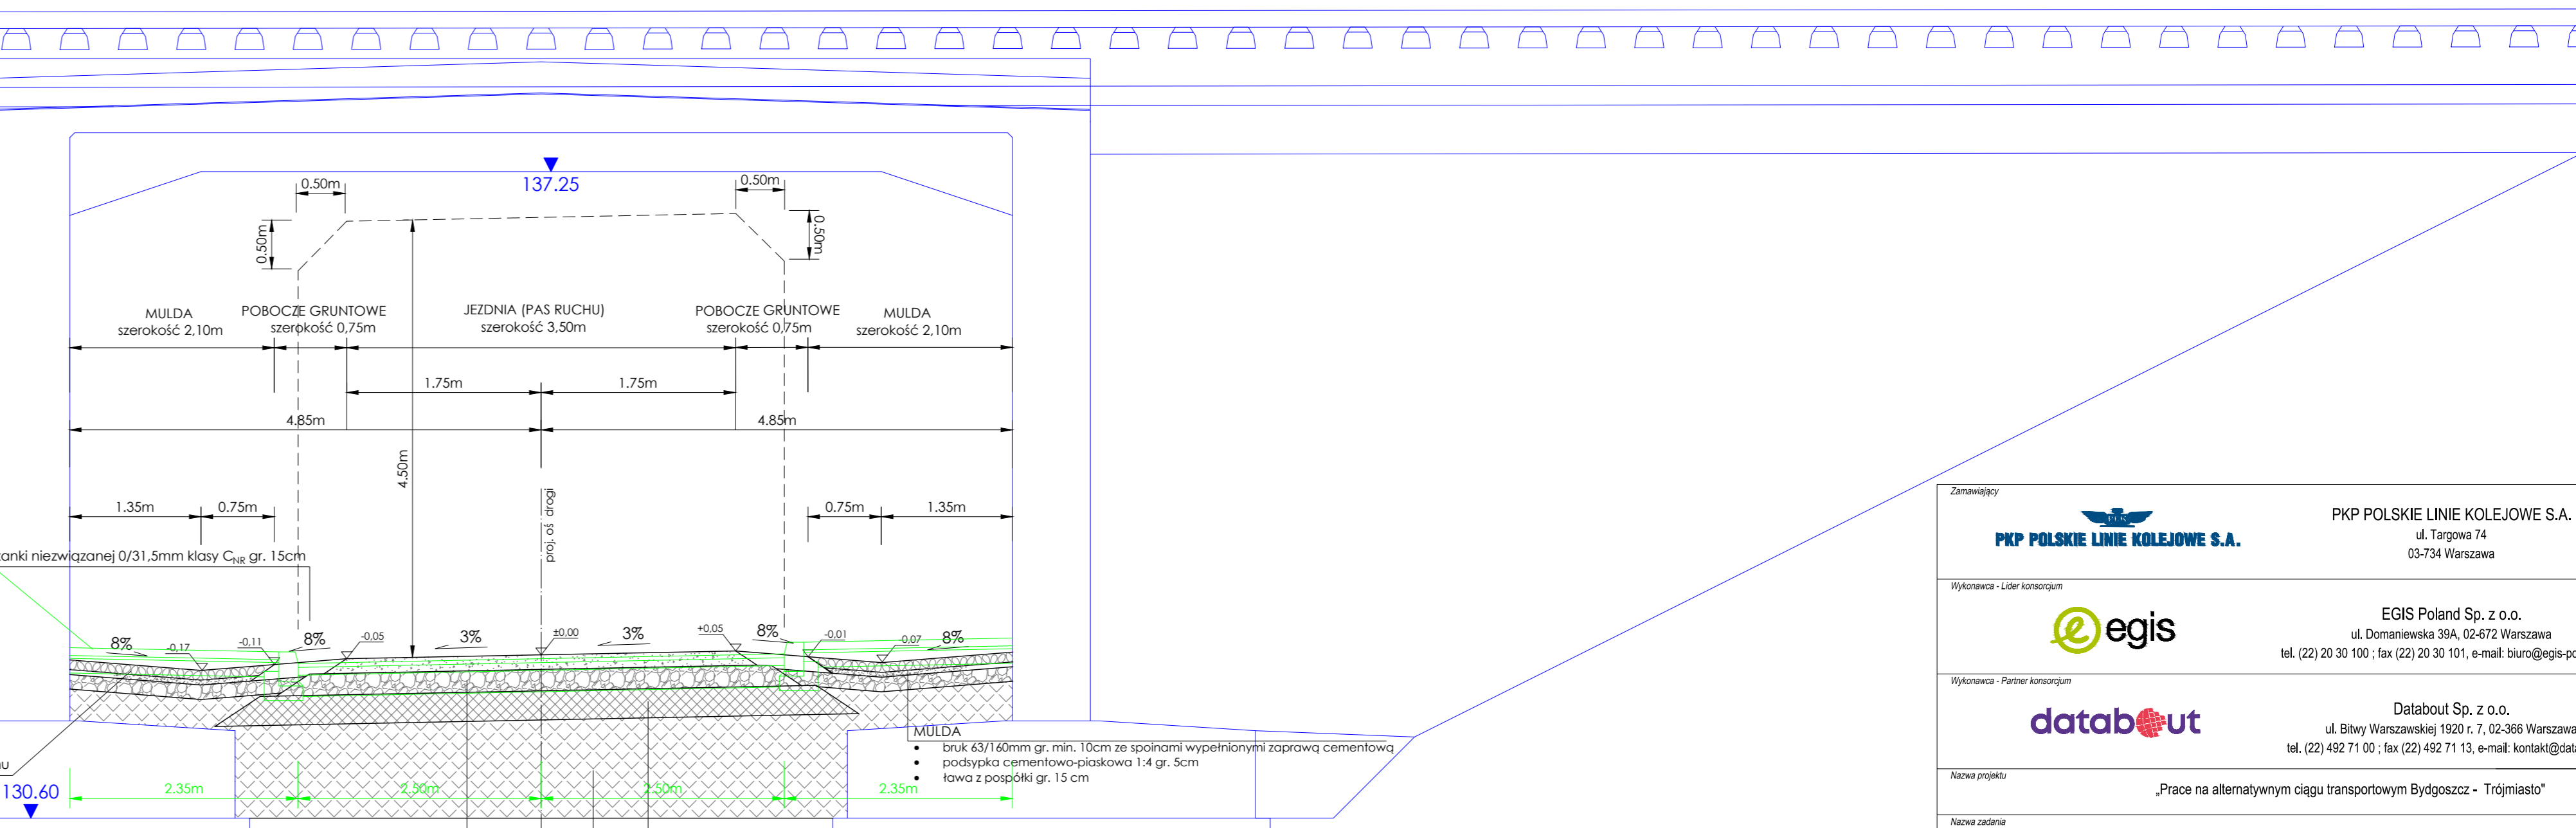 137.25
0.50m
0.50m
0.50m
0.50m
MULDA
szerokość 2,10m
POBOCZE GRUNTOWE
szerokość 0,75m
JEZDNIA (PAS RUCHU)
szerokość 3,50m
POBOCZE GRUNTOWE
szerokość 0,75m
MULDA
szerokość 2,10m
1.75m
1.75m
4.85m
4.85m
4.50m
proj. oś drogi
1.35m
0.75m
0.75m
1.35m
zanki niezwiązanej 0/31,5mm klasy CNR gr. 15cm
8%
-0,17
-0,11
8%
-0,05
3%
±0,00
3%
+0,05
8%
-0,01
-0,07
8%
MULDA
• bruk 63/160mm gr. min. 10cm ze spoinami wypełnionymi zaprawą cementową
• podsypka cementowo-piaskowa 1:4 gr. 5cm
• ława z pospółki gr. 15 cm
130.60
2.35m
2.50m
2.50m
2.35m
Zamawiający
PKP POLSKIE LINIE KOLEJOWE S.A.
PKP POLSKIE LINIE KOLEJOWE S.A.
ul. Targowa 74
03-734 Warszawa
Wykonawca - Lider konsorcjum
e egis
EGIS Poland Sp. z o.o.
ul. Domaniewska 39A, 02-672 Warszawa
tel. (22) 20 30 100 ; fax (22) 20 30 101, e-mail: biuro@egis-po
Wykonawca - Partner konsorcjum
databout
Databout Sp. z o.o.
ul. Bitwy Warszawskiej 1920 r. 7, 02-366 Warszawa
tel. (22) 492 71 00 ; fax (22) 492 71 13, e-mail: kontakt@data
Nazwa projektu
„Prace na alternatywnym ciągu transportowym Bydgoszcz - Trójmiasto"
Nazwa zadania